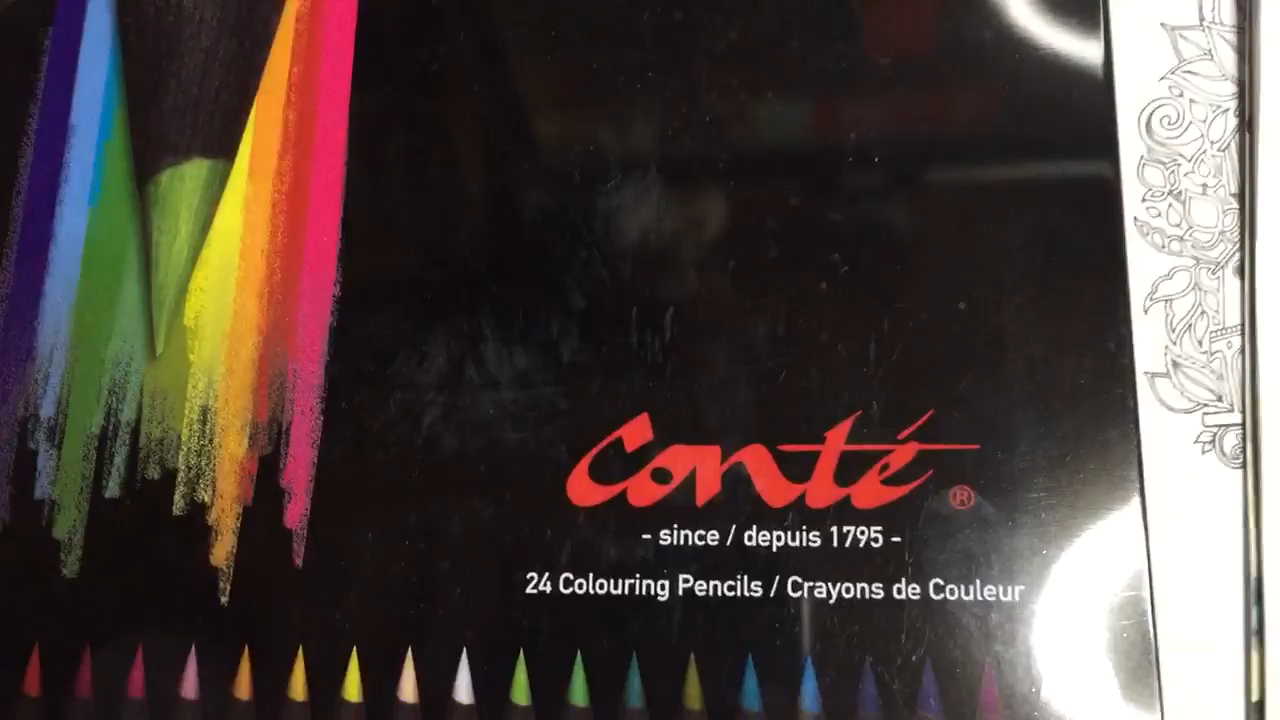 Conté ®
- since / depuis 1795 -
24 Colouring Pencils / Crayons de Couleur